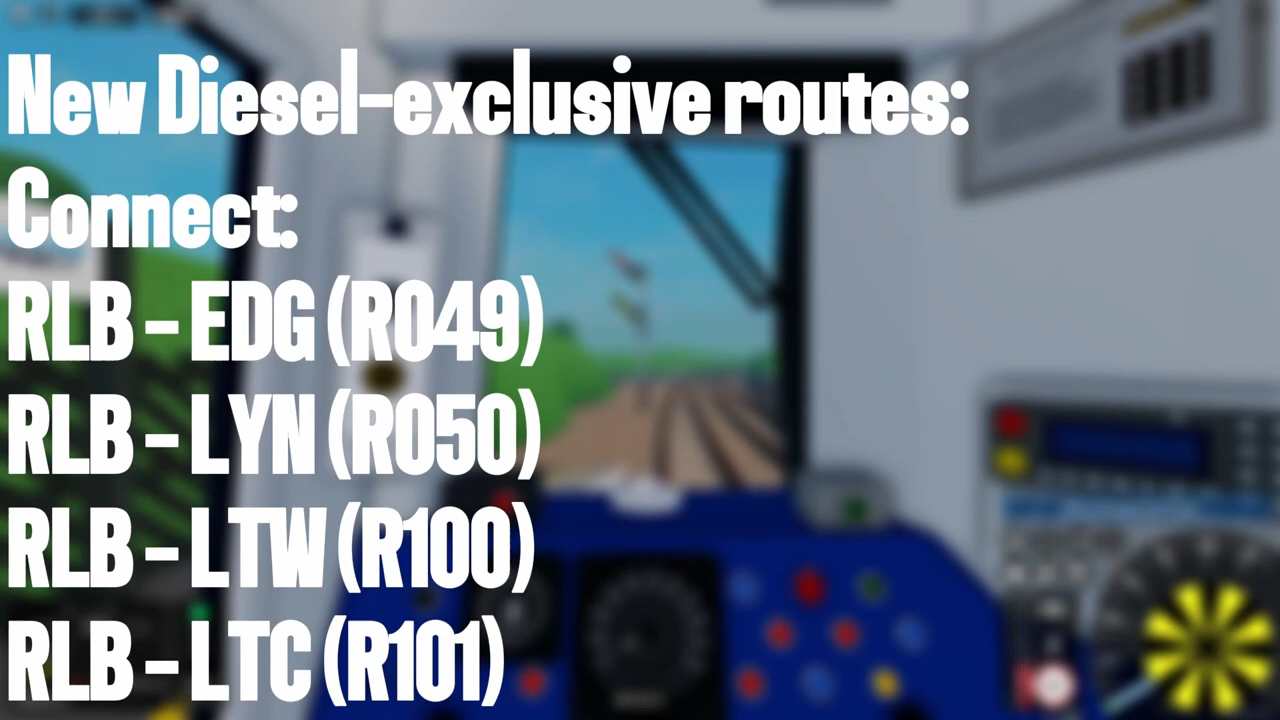 New Diesel-exclusive routes:
Connect:
RLB - EDG (R049)
RLB - LYN (R050)
RLB - LTW (R100)
RLB - LTC (R101)